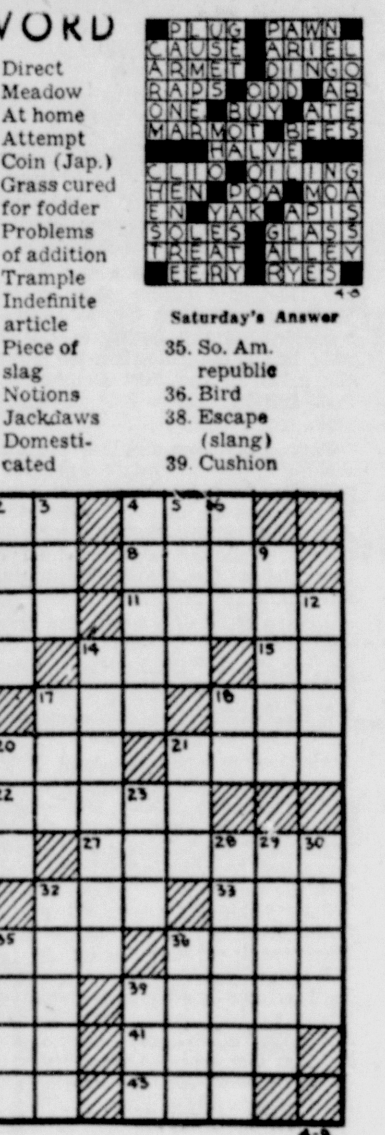 WORD
Direct
Meadow
At home
Attempt
Coin (Jap.)
Grass cured
for fodder
Problems
of addition
Trample
Indefinite
article
Piece of
slag
Notions
Jackdaws
Domesti-
cated
PLUG PAWN
CAUSE ARIEL
ARMET DINGO
RAPS ODD AB
ONE BUY ATE
MARMOT BEES
HALVE
CLIO OILING
HEN POA MOA
EN YAK APIS
SOLES GLASS
TREAT ALLEY
EERY RYES
4-8
Saturday's Answer
35. So. Am.
republic
36. Bird
38. Escape
(slang)
39. Cushion
2 3 4 5 6
8 9
11 12
14 15
17 18
20 21
22 23
27 28 29 30
32 33
35 36
39
41
43